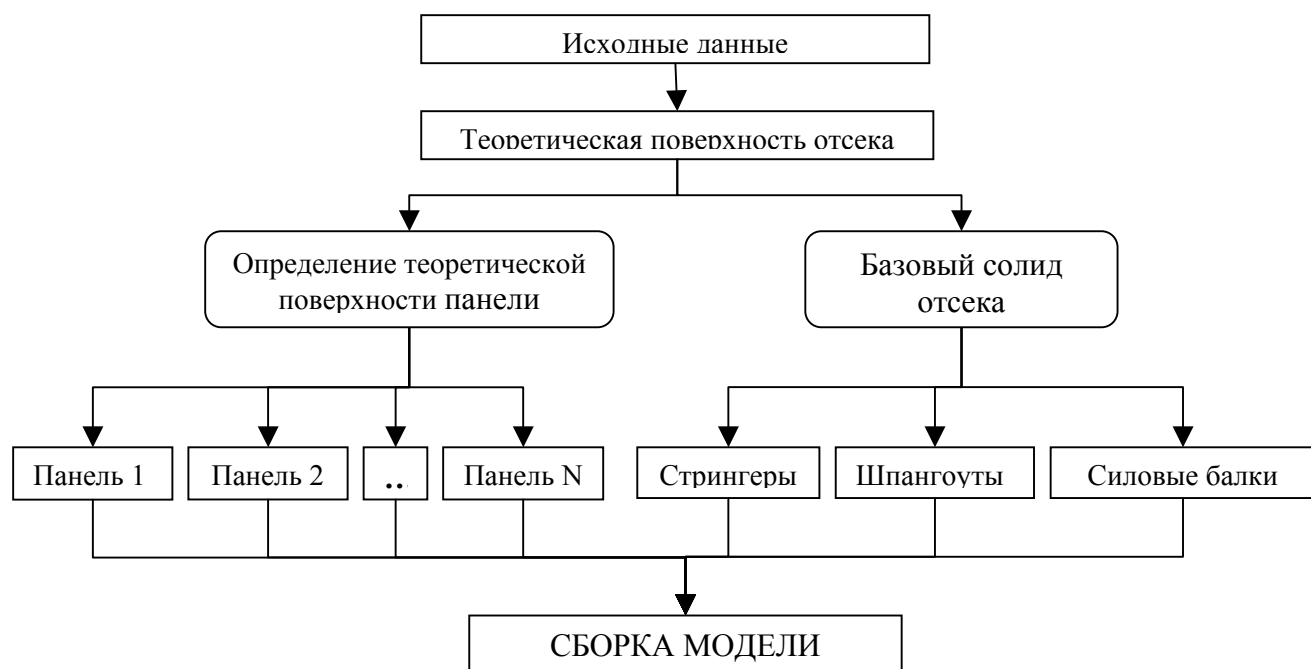 Исходные данные
Теоретическая поверхность отсека
Определение теоретической
поверхности панели
Базовый солид
отсека
Панель 1
Панель 2
...
Панель N
Стрингеры
Шпангоуты
Силовые балки
СБОРКА МОДЕЛИ